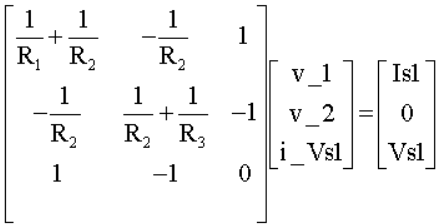 1/R₁ + 1/R₂   -1/R₂   1   v_1   Is1
-1/R₂   1/R₂ + 1/R₃   -1   v_2 = 0
1   -1   0   i_Vs1   Vs1